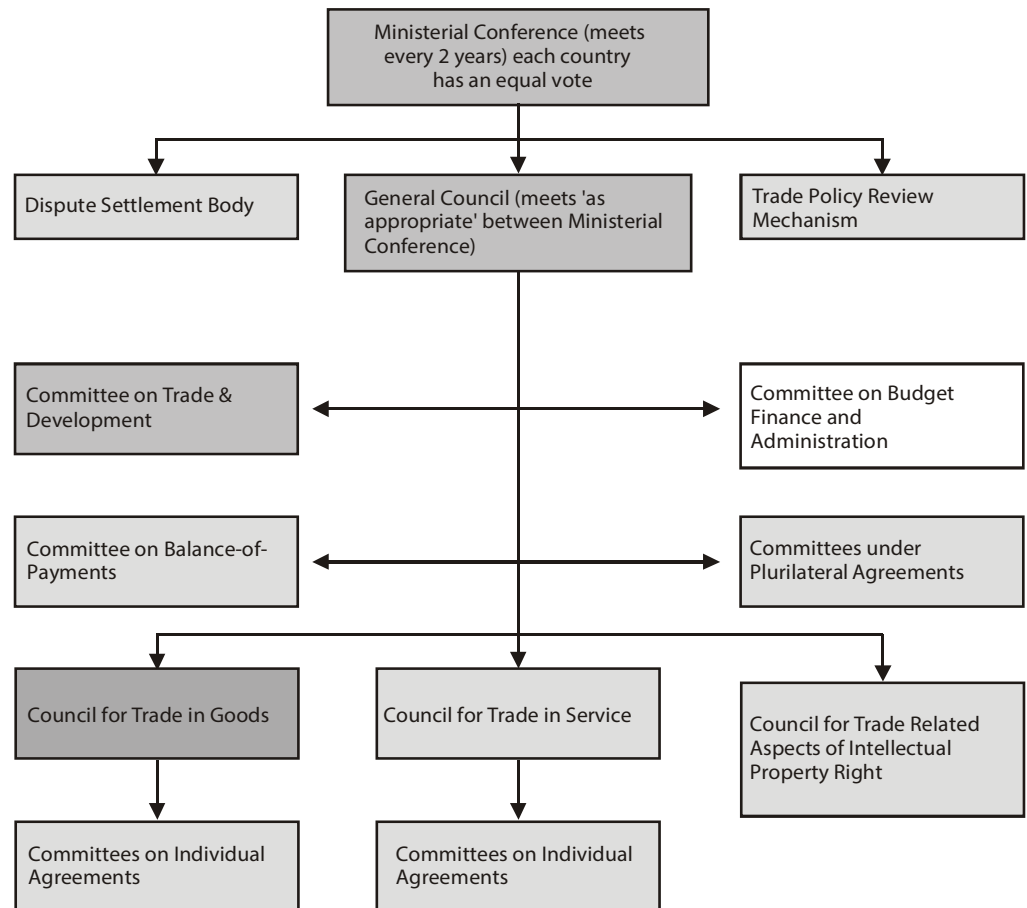 Ministerial Conference (meets
every 2 years) each country
has an equal vote
Dispute Settlement Body
General Council (meets 'as
appropriate' between Ministerial
Conference)
Trade Policy Review
Mechanism
Committee on Trade &
Development
Committee on Budget
Finance and
Administration
Committee on Balance-of-
Payments
Committees under
Plurilateral Agreements
Council for Trade in Goods
Council for Trade in Service
Council for Trade Related
Aspects of Intellectual
Property Right
Committees on Individual
Agreements
Committees on Individual
Agreements